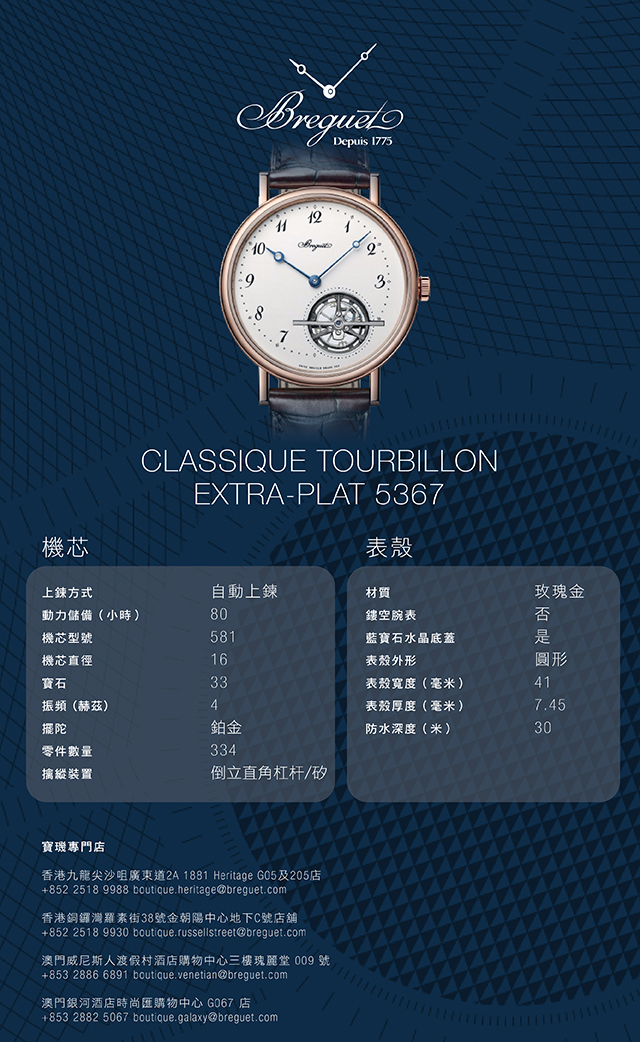 Breguet
Depuis 1775
12
11
1
10
Breguet
2
9
3
8
7
CLASSIQUE TOURBILLON
EXTRA-PLAT 5367
機芯
上鍊方式 自動上鍊
動力儲備（小時） 80
機芯型號 581
機芯直徑 16
寶石 33
振頻 (赫茲) 4
擺陀 鉑金
零件數量 334
擒縱裝置 倒立直角杠杆/矽
表殼
材質 玫瑰金
鏤空腕表 否
藍寶石水晶底蓋 是
表殼外形 圓形
表殼寬度（毫米） 41
表殼厚度（毫米） 7.45
防水深度（米） 30
寶璣專門店
香港九龍尖沙咀廣東道2A 1881 Heritage G05及205店
+852 2518 9988 boutique.heritage@breguet.com
香港銅鑼灣羅素街38號金朝陽中心地下C號店舖
+852 2518 9930 boutique.russellstreet@breguet.com
澳門威尼斯人渡假村酒店購物中心三樓瑰麗堂 009 號
+853 2886 6891 boutique.venetian@breguet.com
澳門銀河酒店時尚匯購物中心 G067 店
+853 2882 5067 boutique.galaxy@breguet.com